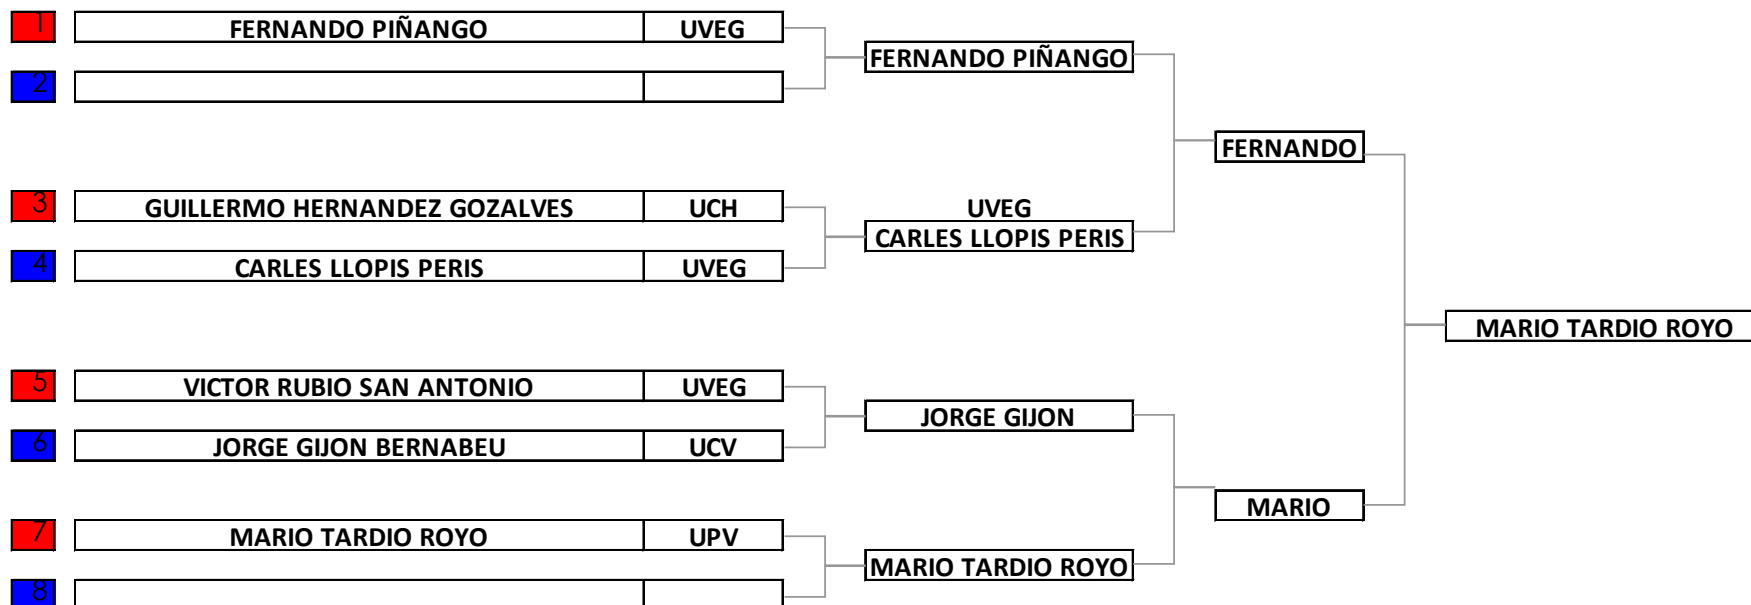 1 FERNANDO PIÑANGO UVEG
FERNANDO PIÑANGO
2
FERNANDO
3 GUILLERMO HERNANDEZ GOZALVES UCH
UVEG
CARLES LLOPIS PERIS
4 CARLES LLOPIS PERIS UVEG
MARIO TARDIO ROYO
5 VICTOR RUBIO SAN ANTONIO UVEG
JORGE GIJON
6 JORGE GIJON BERNABEU UCV
MARIO
7 MARIO TARDIO ROYO UPV
MARIO TARDIO ROYO
8